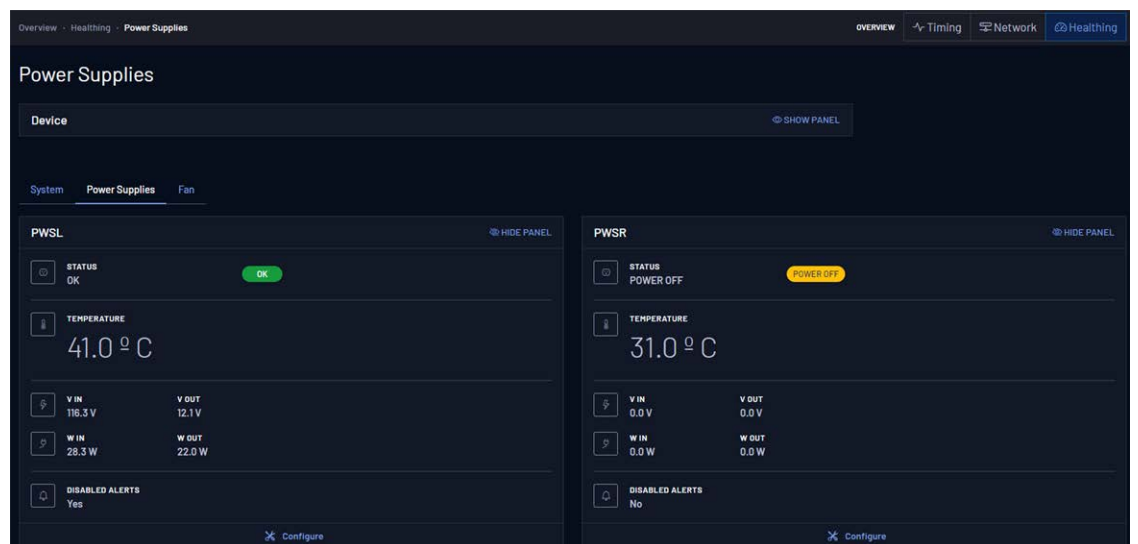 Overview · Healthing · Power Supplies
OVERVIEW Timing Network Healthing
Power Supplies
Device SHOW PANEL
System Power Supplies Fan
PWSL HIDE PANEL
STATUS
OK OK
TEMPERATURE
41.0 º C
V IN V OUT
116.3 V 12.1 V
W IN W OUT
28.3 W 22.0 W
DISABLED ALERTS
Yes
Configure
PWSR HIDE PANEL
STATUS
POWER OFF POWER OFF
TEMPERATURE
31.0 º C
V IN V OUT
0.0 V 0.0 V
W IN W OUT
0.0 W 0.0 W
DISABLED ALERTS
No
Configure